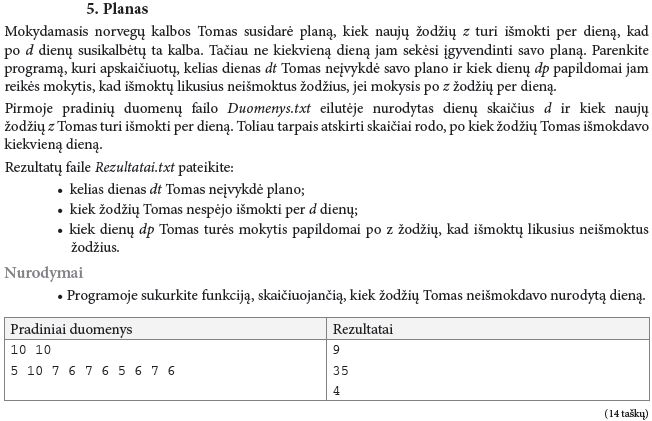 5. Planas
Mokydamasis norvegų kalbos Tomas susidarė planą, kiek naujų žodžių z turi išmokti per dieną, kad
po d dienų susikalbėtų ta kalba. Tačiau ne kiekvieną dieną jam sekėsi įgyvendinti savo planą. Parenkite
programą, kuri apskaičiuotų, kelias dienas dt Tomas neįvykdė savo plano ir kiek dienų dp papildomai jam
reikės mokytis, kad išmoktų likusius neišmoktus žodžius, jei mokysis po z žodžių per dieną.
Pirmoje pradinių duomenų failo Duomenys.txt eilutėje nurodytas dienų skaičius d ir kiek naujų
žodžių z Tomas turi išmokti per dieną. Toliau tarpais atskirti skaičiai rodo, po kiek žodžių Tomas išmokdavo
kiekvieną dieną.
Rezultatų faile Rezultatai.txt pateikite:
• kelias dienas dt Tomas neįvykdė plano;
• kiek žodžių Tomas nespėjo išmokti per d dienų;
• kiek dienų dp Tomas turės mokytis papildomai po z žodžių, kad išmoktų likusius neišmoktus
žodžius.
Nurodymai
• Programoje sukurkite funkciją, skaičiuojančią, kiek žodžių Tomas neišmokdavo nurodytą dieną.
Pradiniai duomenys Rezultatai
10 10 9
5 10 7 6 7 6 5 6 7 6 35
4
(14 taškų)